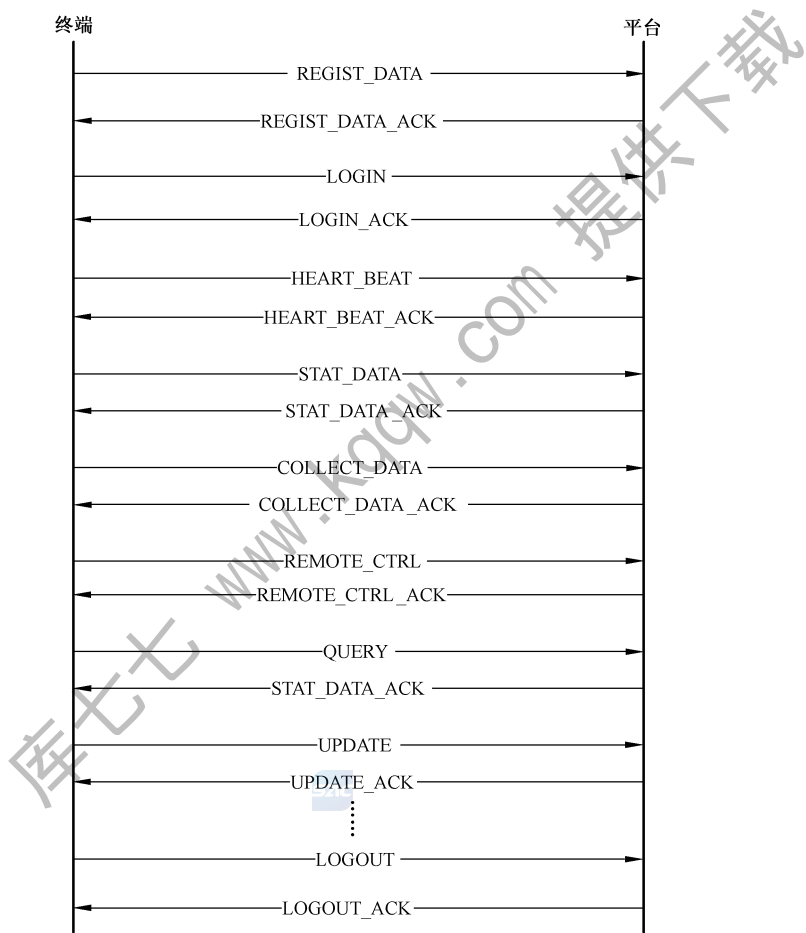 终端 平台
REGIST_DATA
REGIST_DATA_ACK
LOGIN
LOGIN_ACK
HEART_BEAT
HEART_BEAT_ACK
STAT_DATA
STAT_DATA_ACK
COLLECT_DATA
COLLECT_DATA_ACK
REMOTE_CTRL
REMOTE_CTRL_ACK
QUERY
STAT_DATA_ACK
UPDATE
UPDATE_ACK
LOGOUT
LOGOUT_ACK
库七七 www.kqqw.com 提供下载